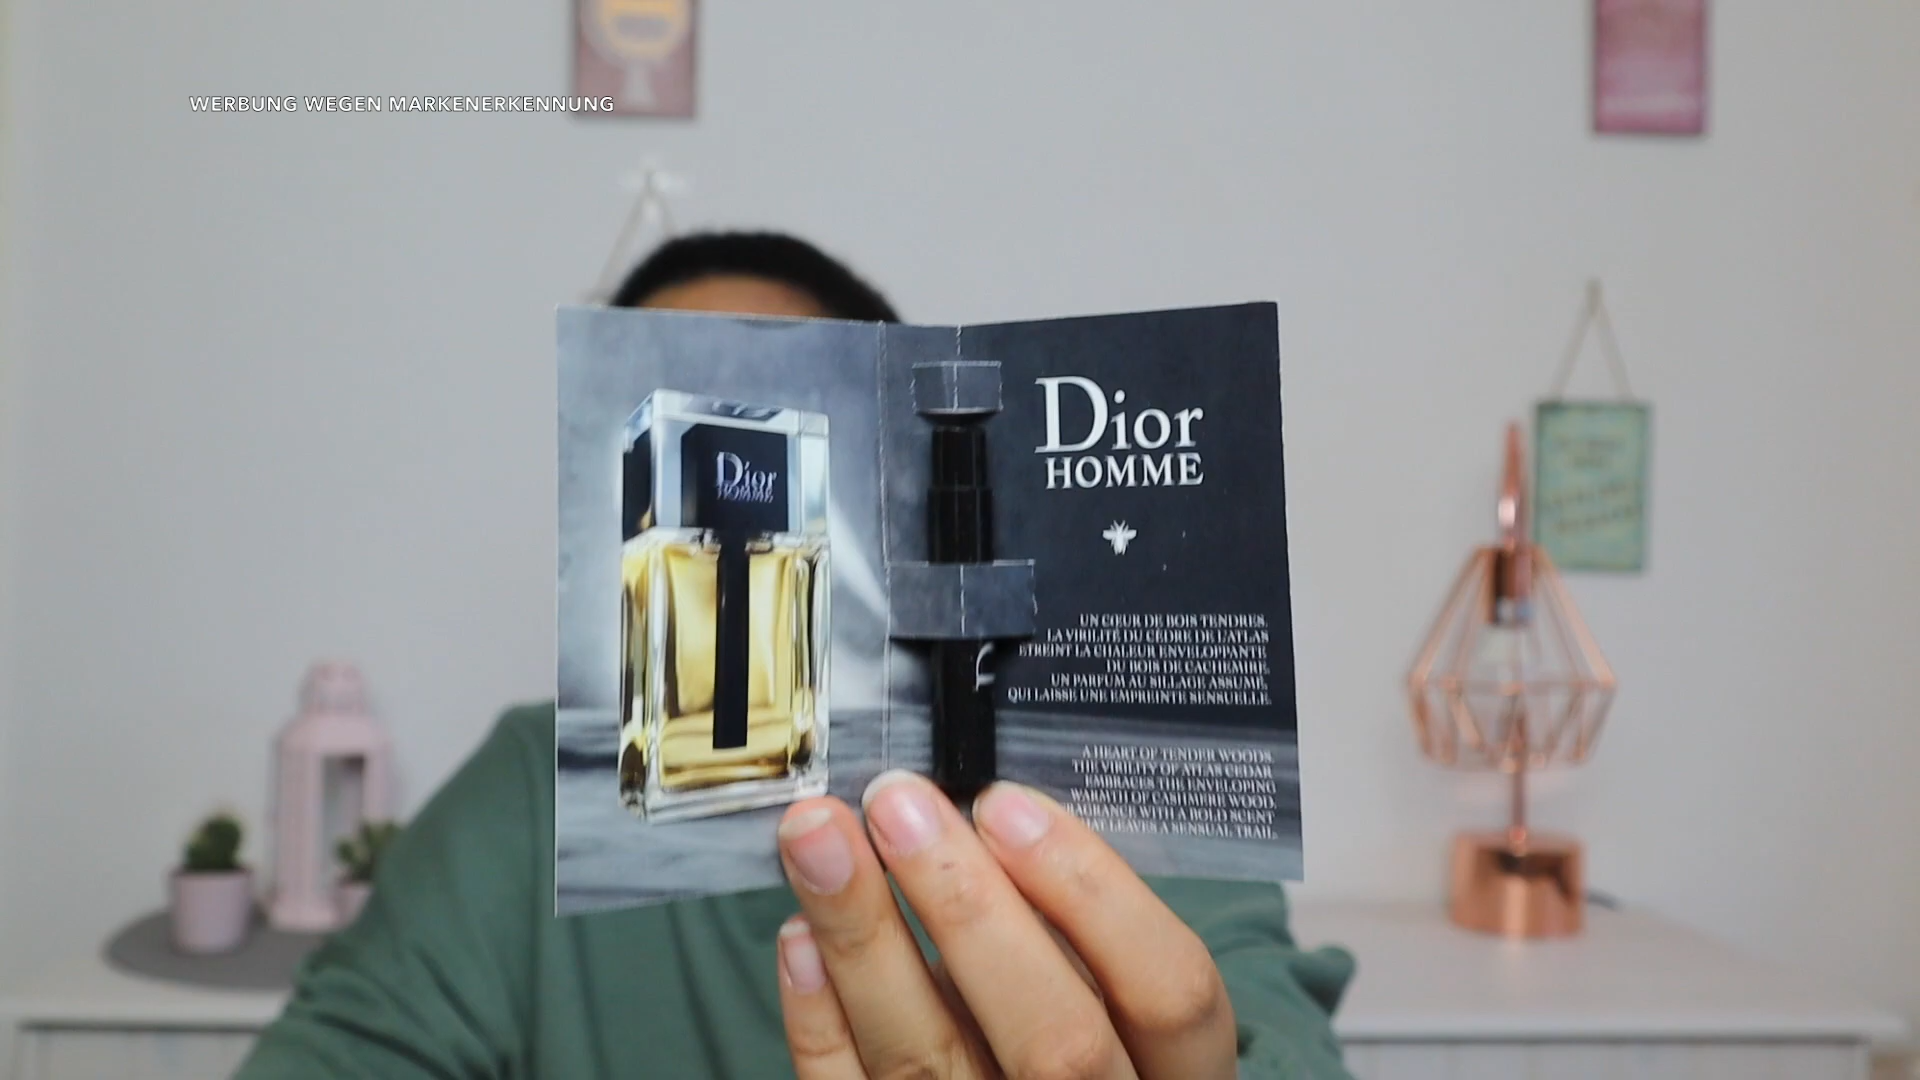 WERBUNG WEGEN MARKENERKENNUNG
Dior
HOMME
Dior
HOMME
UN CŒUR DE BOIS TENDRES.
LA VIRILITÉ DU CÈDRE DE L'ATLAS
ÉTREINT LA CHALEUR ENVELOPPANTE
DU BOIS DE CACHEMIRE.
UN PARFUM AU SILLAGE ASSUMÉ,
QUI LAISSE UNE EMPREINTE SENSUELLE.
A HEART OF TENDER WOODS.
THE VIRILITY OF ATLAS CEDAR
EMBRACES THE ENVELOPING
WARMTH OF CASHMERE WOOD.
FRAGRANCE WITH A BOLD SCENT
LEAVES A SENSUAL TRAIL.